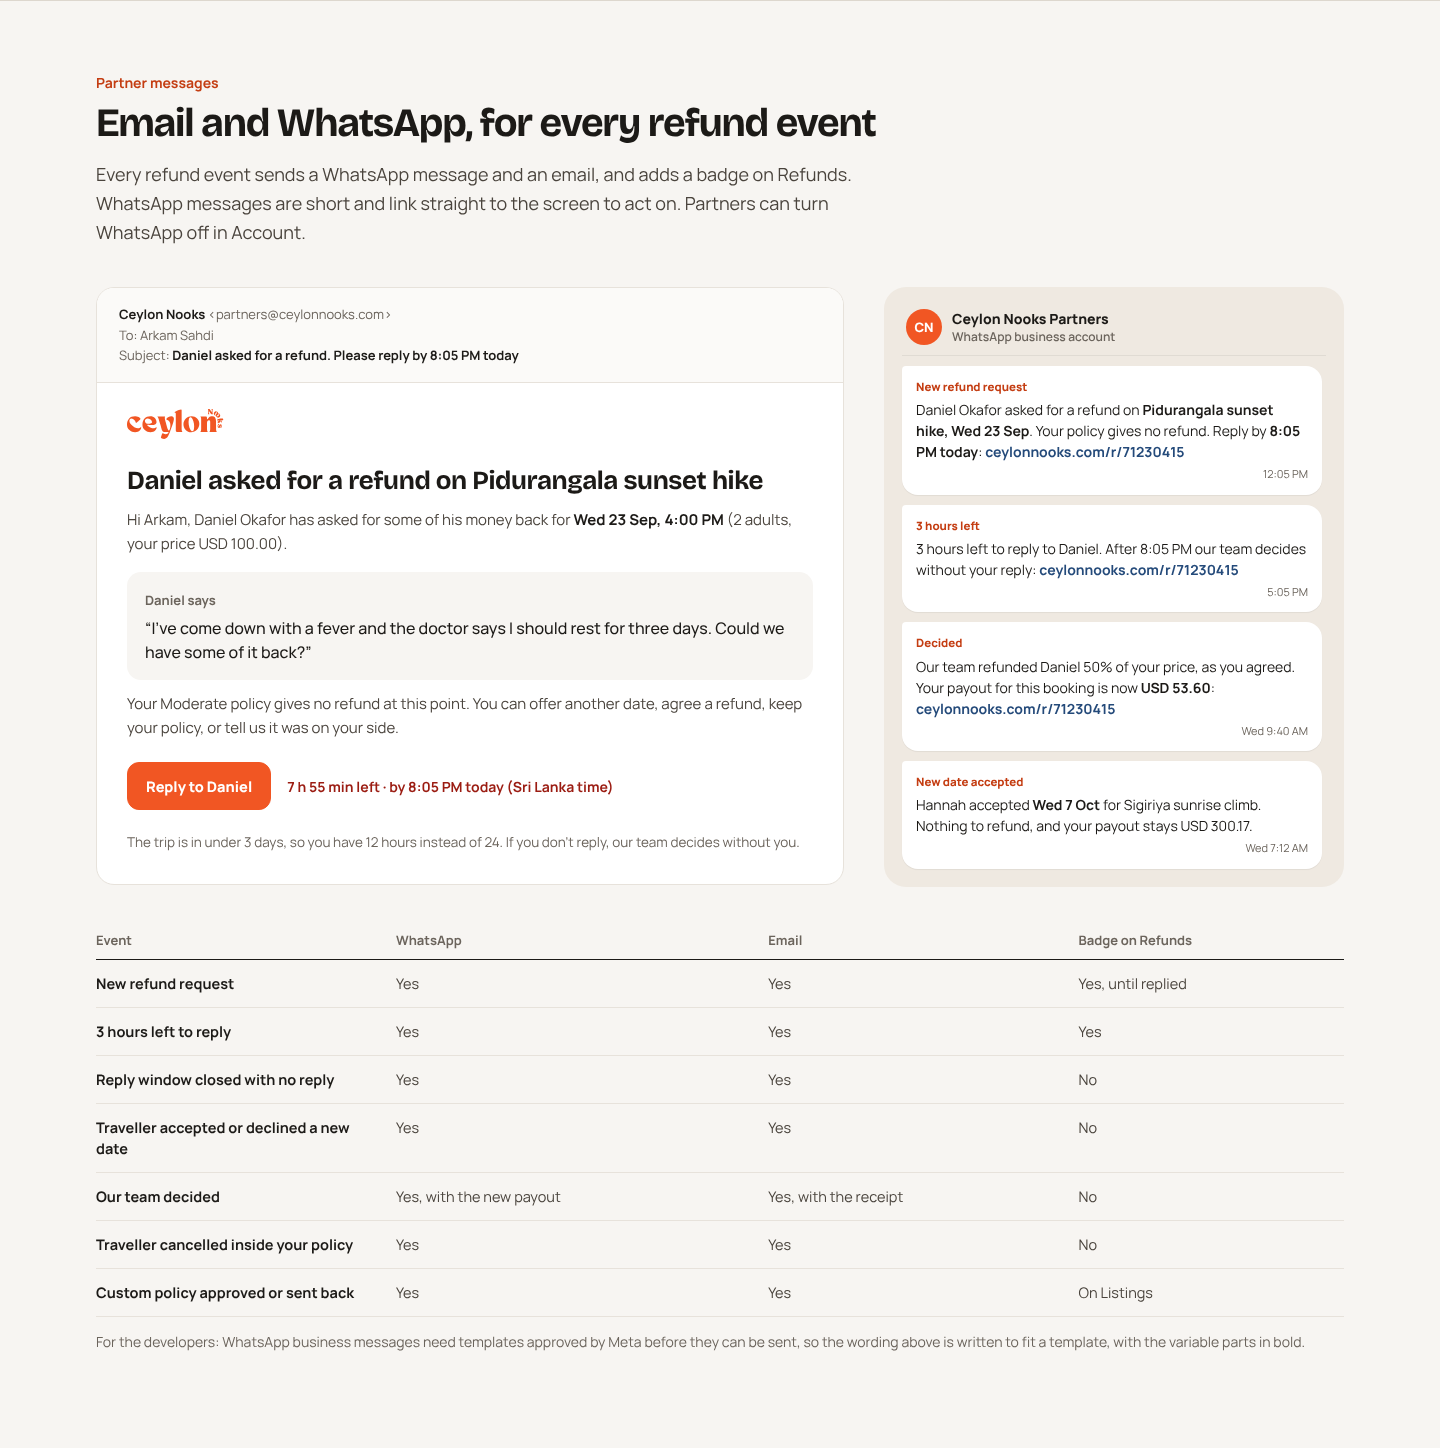 Partner messages
Email and WhatsApp, for every refund event
Every refund event sends a WhatsApp message and an email, and adds a badge on Refunds.
WhatsApp messages are short and link straight to the screen to act on. Partners can turn
WhatsApp off in Account.
Ceylon Nooks <partners@ceylonnooks.com>
To: Arkam Sahdi
Subject: Daniel asked for a refund. Please reply by 8:05 PM today
ceylon
Daniel asked for a refund on Pidurangala sunset hike
Hi Arkam, Daniel Okafor has asked for some of his money back for Wed 23 Sep, 4:00 PM (2 adults,
your price USD 100.00).
Daniel says
“I’ve come down with a fever and the doctor says I should rest for three days. Could we
have some of it back?”
Your Moderate policy gives no refund at this point. You can offer another date, agree a refund, keep
your policy, or tell us it was on your side.
Reply to Daniel
7 h 55 min left · by 8:05 PM today (Sri Lanka time)
The trip is in under 3 days, so you have 12 hours instead of 24. If you don’t reply, our team decides without you.
CN
Ceylon Nooks Partners
WhatsApp business account
New refund request
Daniel Okafor asked for a refund on Pidurangala sunset
hike, Wed 23 Sep. Your policy gives no refund. Reply by 8:05
PM today: ceylonnooks.com/r/71230415
12:05 PM
3 hours left
3 hours left to reply to Daniel. After 8:05 PM our team decides
without your reply: ceylonnooks.com/r/71230415
5:05 PM
Decided
Our team refunded Daniel 50% of your price, as you agreed.
Your payout for this booking is now USD 53.60:
ceylonnooks.com/r/71230415
Wed 9:40 AM
New date accepted
Hannah accepted Wed 7 Oct for Sigiriya sunrise climb.
Nothing to refund, and your payout stays USD 300.17.
Wed 7:12 AM
Event WhatsApp Email Badge on Refunds
New refund request Yes Yes Yes, until replied
3 hours left to reply Yes Yes Yes
Reply window closed with no reply Yes Yes No
Traveller accepted or declined a new
date Yes Yes No
Our team decided Yes, with the new payout Yes, with the receipt No
Traveller cancelled inside your policy Yes Yes No
Custom policy approved or sent back Yes Yes On Listings
For the developers: WhatsApp business messages need templates approved by Meta before they can be sent, so the wording above is written to fit a template, with the variable parts in bold.